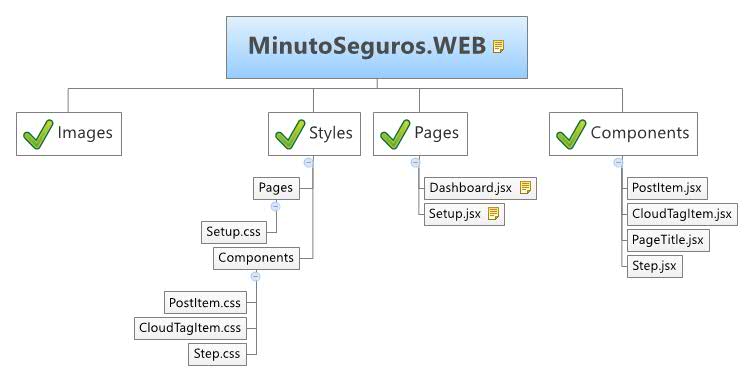 MinutoSeguros.WEB
Images
Styles
Pages
Components
Pages
Setup.css
Components
PostItem.css
CloudTagItem.css
Step.css
Dashboard.jsx
Setup.jsx
PostItem.jsx
CloudTagItem.jsx
PageTitle.jsx
Step.jsx